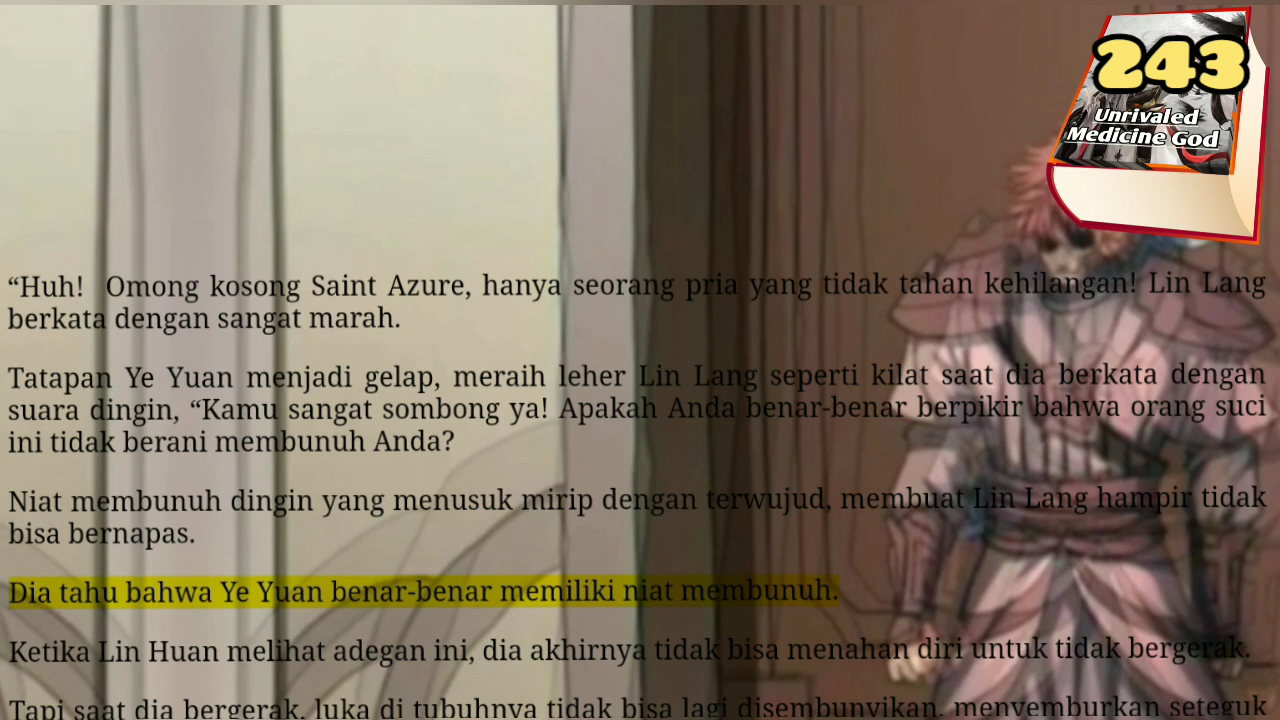 243
Unrivaled
Medicine God
“Huh! Omong kosong Saint Azure, hanya seorang pria yang tidak tahan kehilangan! Lin Lang
berkata dengan sangat marah.
Tatapan Ye Yuan menjadi gelap, meraih leher Lin Lang seperti kilat saat dia berkata dengan
suara dingin, “Kamu sangat sombong ya! Apakah Anda benar-benar berpikir bahwa orang suci
ini tidak berani membunuh Anda?
Niat membunuh dingin yang menusuk mirip dengan terwujud, membuat Lin Lang hampir tidak
bisa bernapas.
Dia tahu bahwa Ye Yuan benar-benar memiliki niat membunuh.
Ketika Lin Huan melihat adegan ini, dia akhirnya tidak bisa menahan diri untuk tidak bergerak.
Tapi saat dia bergerak, luka di tubuhnya tidak bisa lagi disembunyikan, menyemburkan seteguk